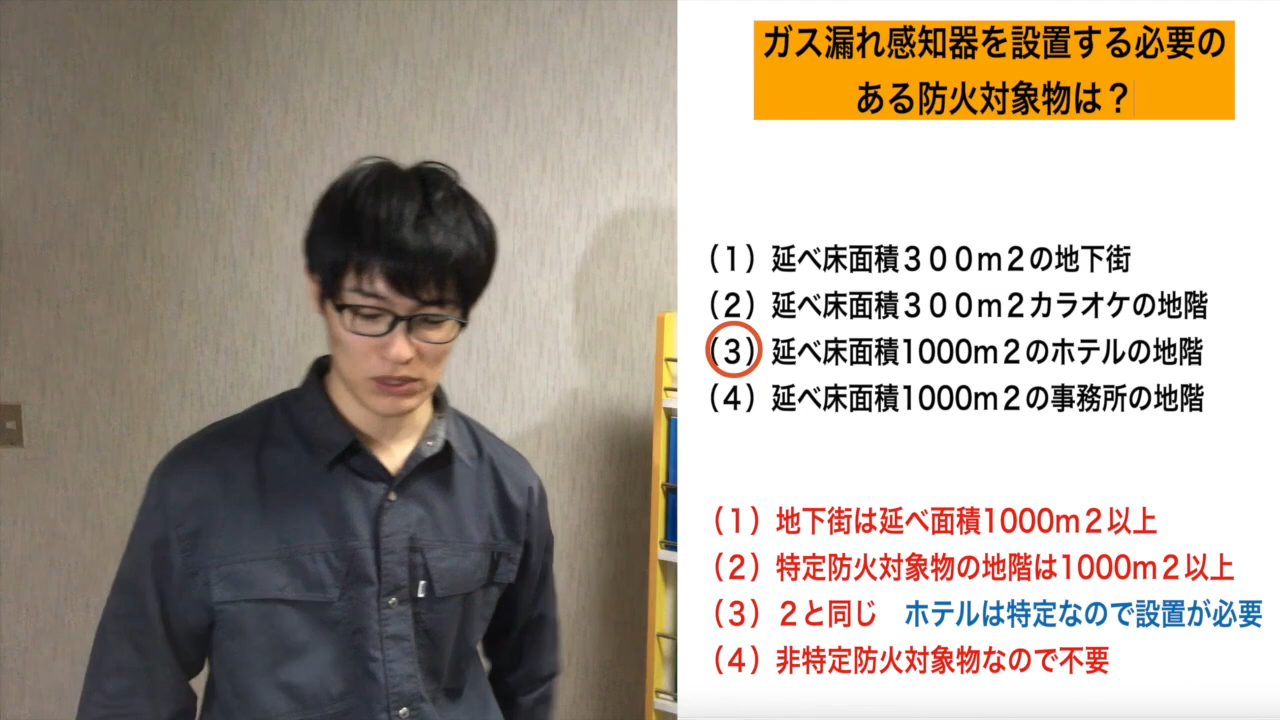 ガス漏れ感知器を設置する必要の
ある防火対象物は？
（１）延べ床面積３００ｍ２の地下街
（２）延べ床面積３００ｍ２カラオケの地階
（３）延べ床面積1000ｍ２のホテルの地階
（４）延べ床面積1000ｍ２の事務所の地階
（１）地下街は延べ面積1000ｍ２以上
（２）特定防火対象物の地階は1000ｍ２以上
（３）２と同じ　ホテルは特定なので設置が必要
（４）非特定防火対象物なので不要